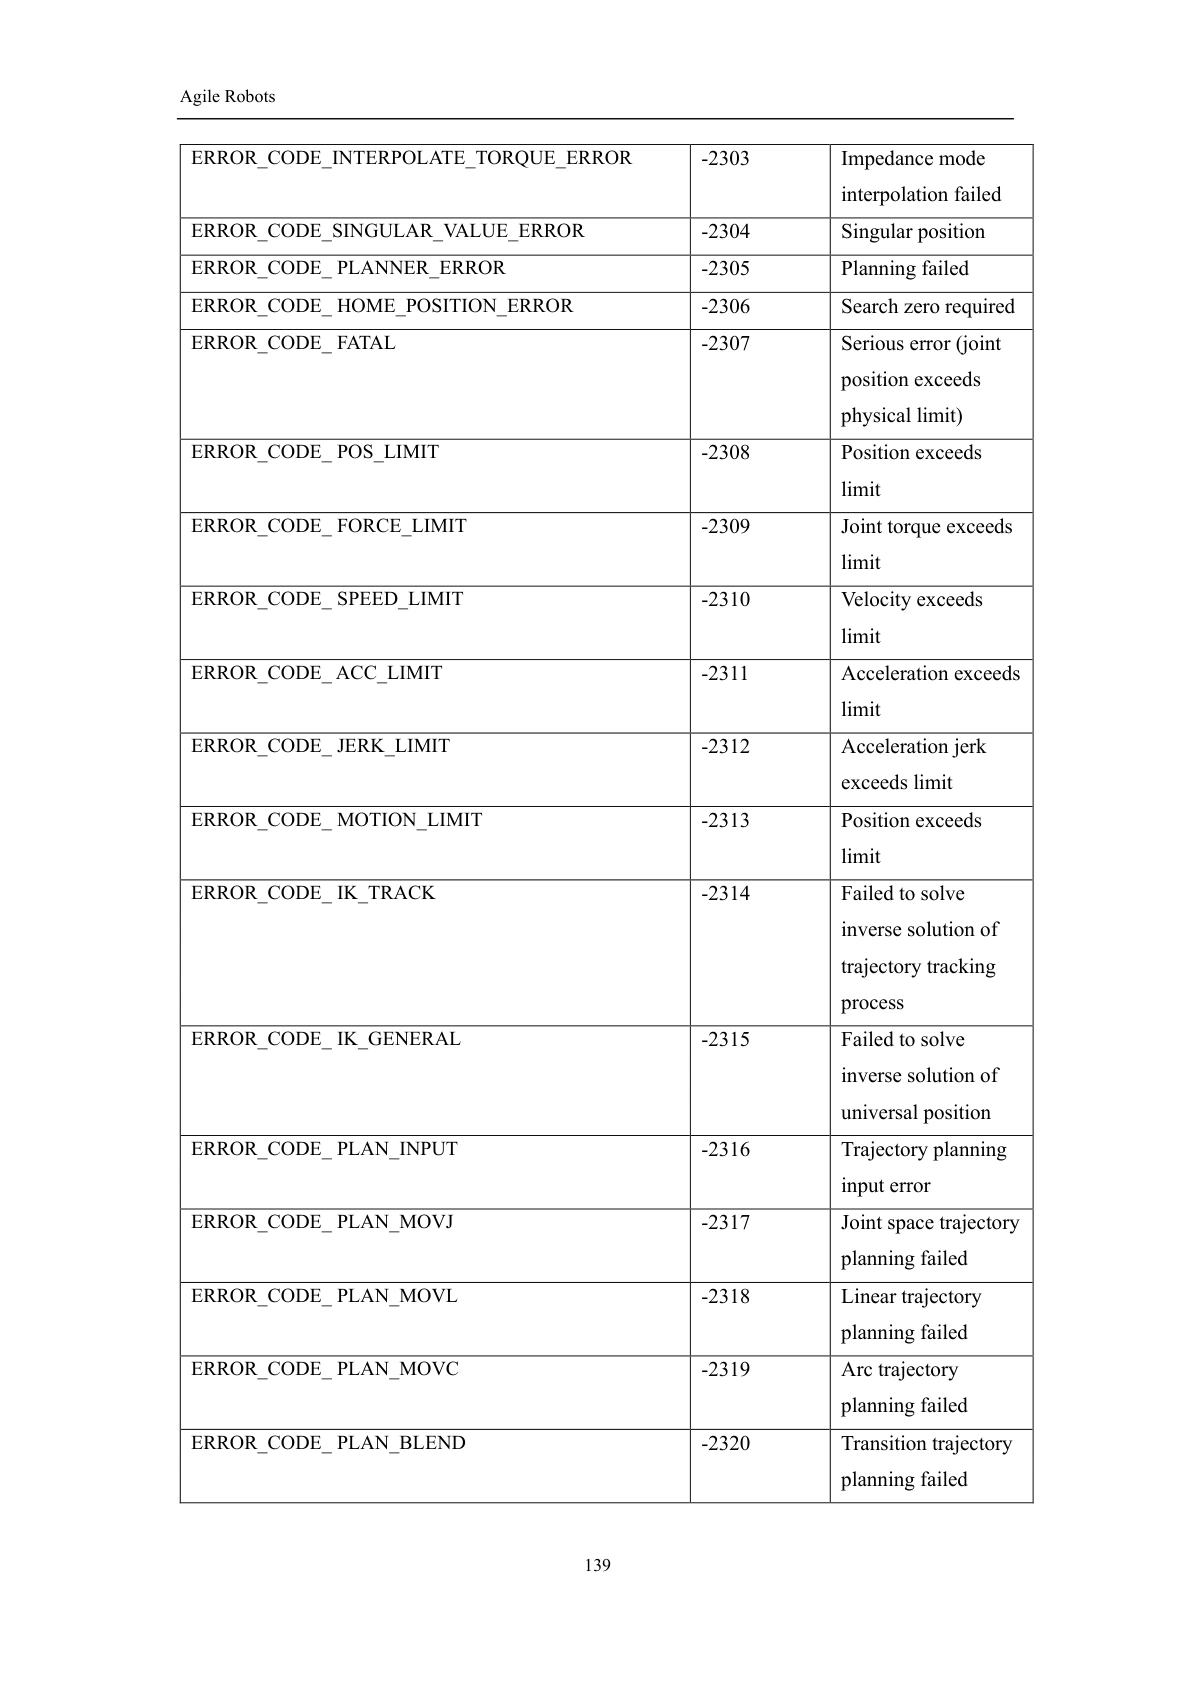 Agile Robots
ERROR_CODE_INTERPOLATE_TORQUE_ERROR -2303 Impedance mode
interpolation failed
ERROR_CODE_SINGULAR_VALUE_ERROR -2304 Singular position
ERROR_CODE_ PLANNER_ERROR -2305 Planning failed
ERROR_CODE_ HOME_POSITION_ERROR -2306 Search zero required
ERROR_CODE_ FATAL -2307 Serious error (joint
position exceeds
physical limit)
ERROR_CODE_ POS_LIMIT -2308 Position exceeds
limit
ERROR_CODE_ FORCE_LIMIT -2309 Joint torque exceeds
limit
ERROR_CODE_ SPEED_LIMIT -2310 Velocity exceeds
limit
ERROR_CODE_ ACC_LIMIT -2311 Acceleration exceeds
limit
ERROR_CODE_ JERK_LIMIT -2312 Acceleration jerk
exceeds limit
ERROR_CODE_ MOTION_LIMIT -2313 Position exceeds
limit
ERROR_CODE_ IK_TRACK -2314 Failed to solve
inverse solution of
trajectory tracking
process
ERROR_CODE_ IK_GENERAL -2315 Failed to solve
inverse solution of
universal position
ERROR_CODE_ PLAN_INPUT -2316 Trajectory planning
input error
ERROR_CODE_ PLAN_MOVJ -2317 Joint space trajectory
planning failed
ERROR_CODE_ PLAN_MOVL -2318 Linear trajectory
planning failed
ERROR_CODE_ PLAN_MOVC -2319 Arc trajectory
planning failed
ERROR_CODE_ PLAN_BLEND -2320 Transition trajectory
planning failed
139